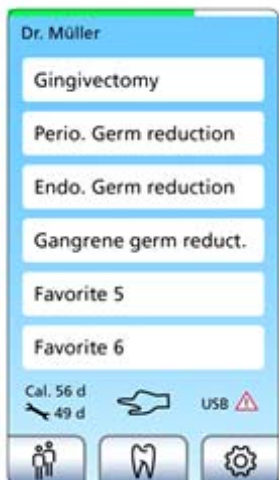 Dr. Müller
Gingivectomy
Perio. Germ reduction
Endo. Germ reduction
Gangrene germ reduct.
Favorite 5
Favorite 6
Cal. 56 d
49 d
USB